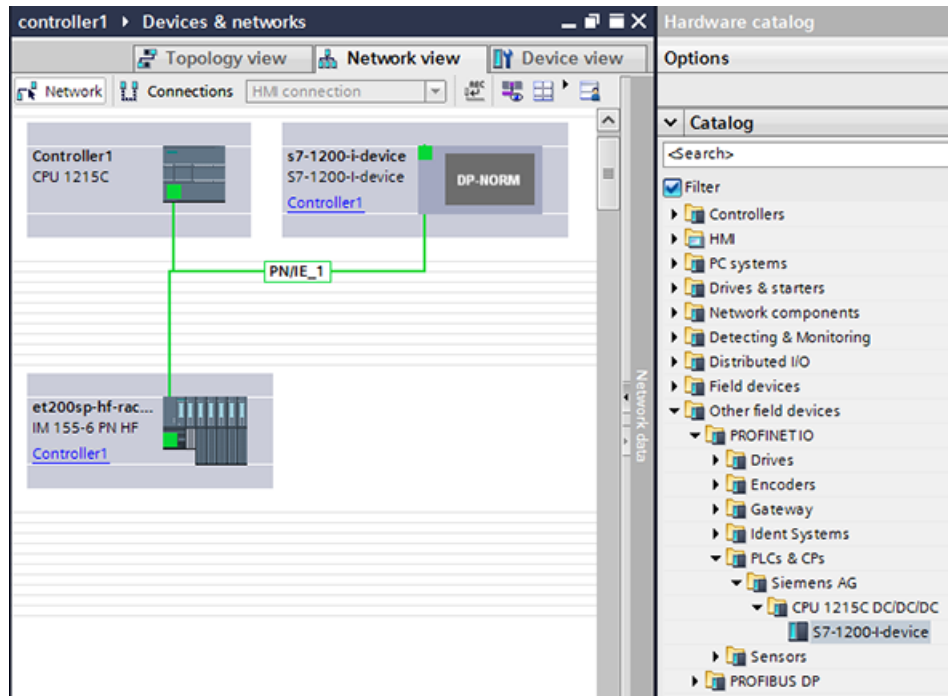 controller1 ▸ Devices & networks
Topology view
Network view
Device view
Network
Connections
HMI connection
Controller1
CPU 1215C
s7-1200-i-device
S7-1200-I-device
Controller1
DP-NORM
PN/IE_1
et200sp-hf-rac...
IM 155-6 PN HF
Controller1
Network data
Hardware catalog
Options
Catalog
<Search>
Filter
Controllers
HMI
PC systems
Drives & starters
Network components
Detecting & Monitoring
Distributed I/O
Field devices
Other field devices
PROFINET IO
Drives
Encoders
Gateway
Ident Systems
PLCs & CPs
Siemens AG
CPU 1215C DC/DC/DC
S7-1200-I-device
Sensors
PROFIBUS DP